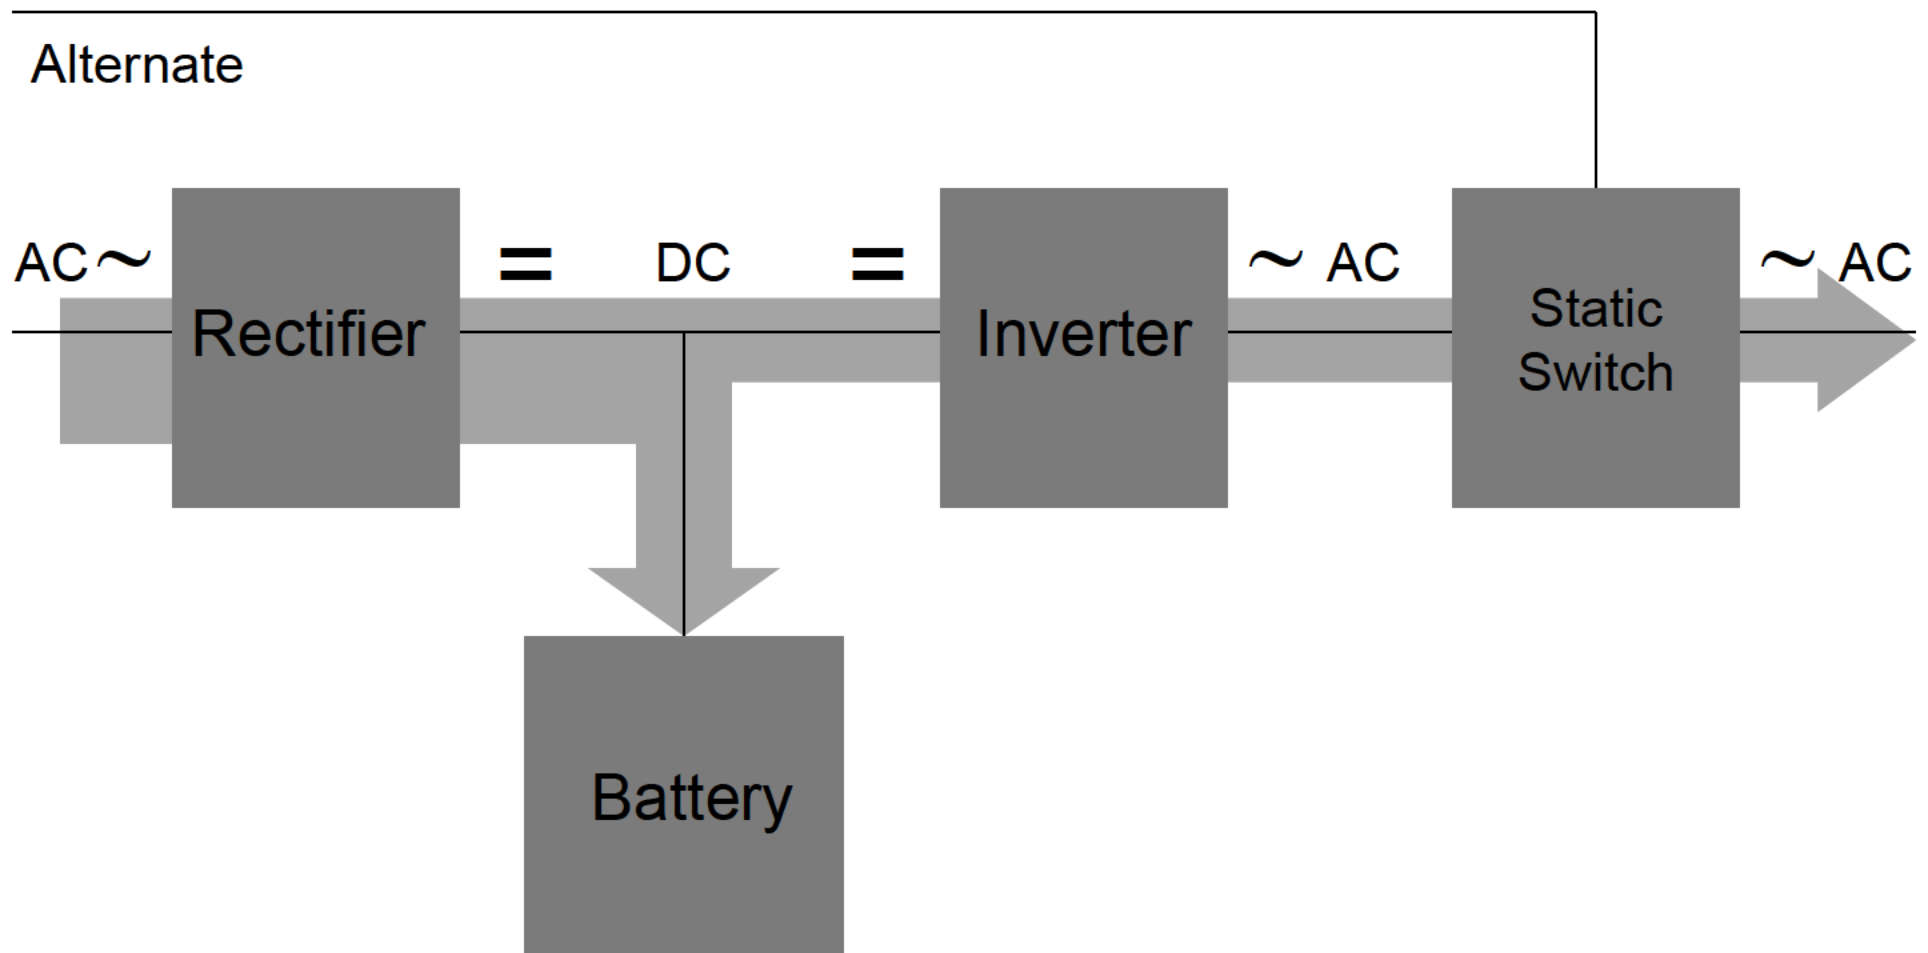 Alternate
AC ~ = DC = ~ AC ~ AC
Rectifier
Inverter
Static
Switch
Battery